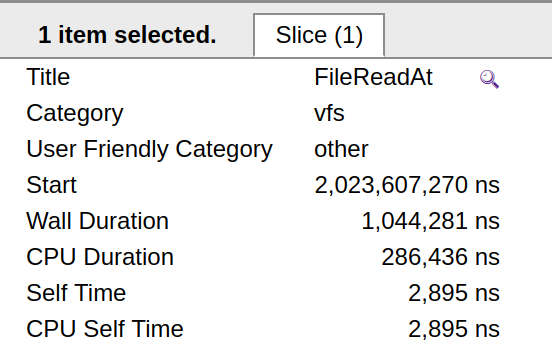 1 item selected. Slice (1)
Title FileReadAt
Category vfs
User Friendly Category other
Start 2,023,607,270 ns
Wall Duration 1,044,281 ns
CPU Duration 286,436 ns
Self Time 2,895 ns
CPU Self Time 2,895 ns